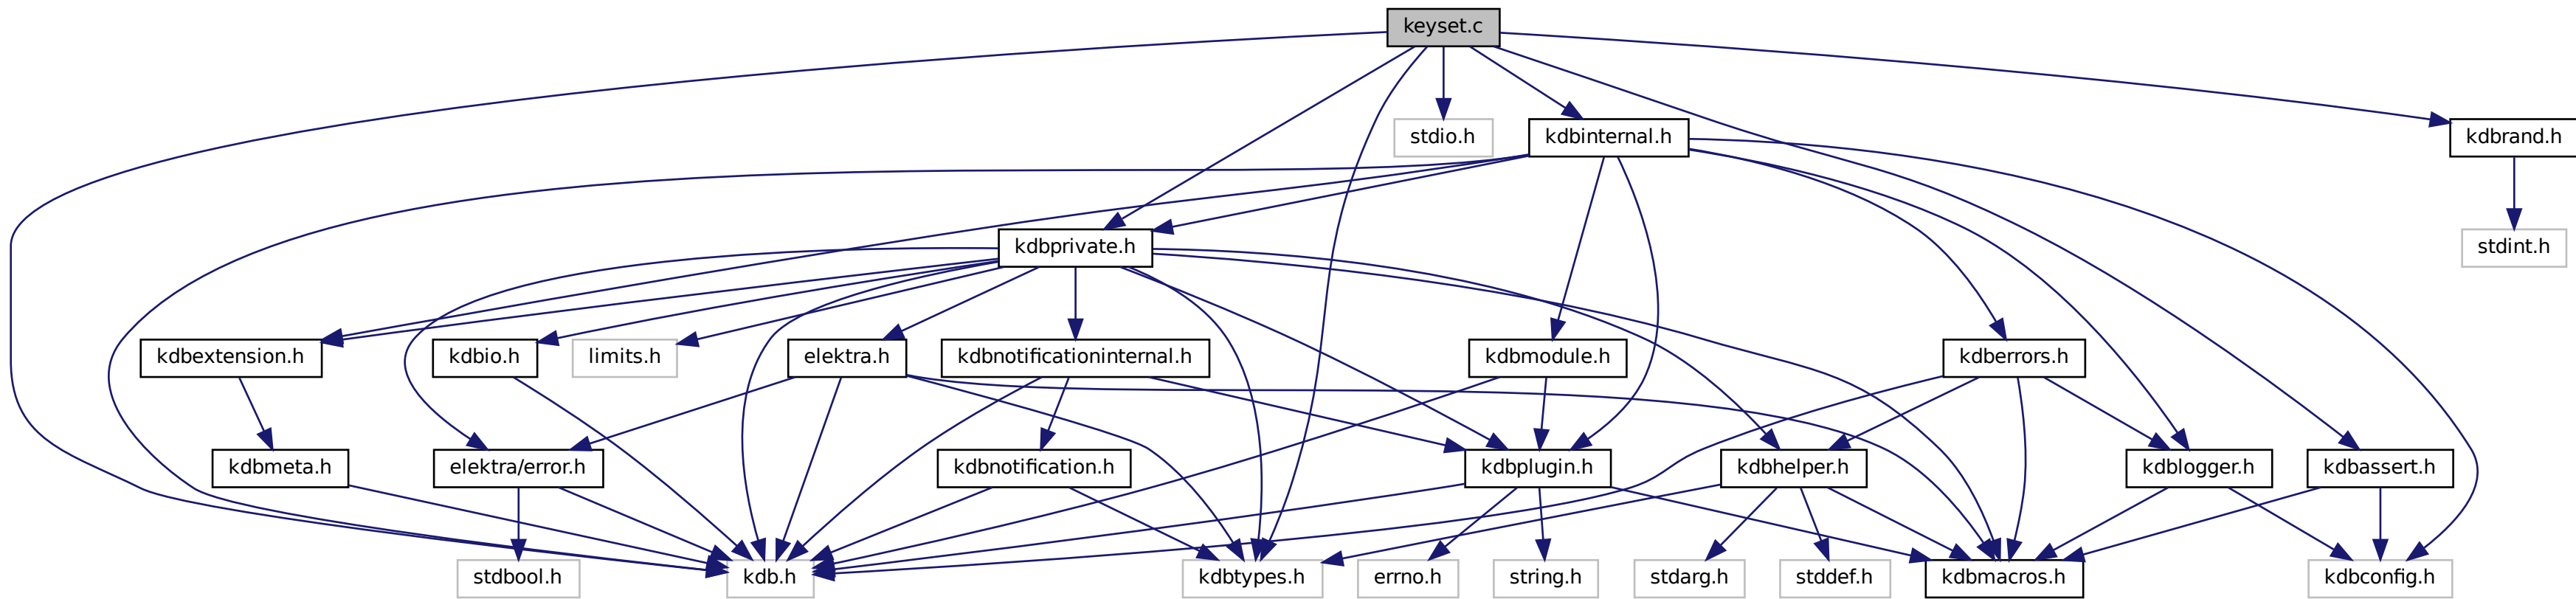 keyset.c
stdio.h
kdbinternal.h
kdbrand.h
kdbprivate.h
stdint.h
kdbextension.h
kdbio.h
limits.h
elektra.h
kdbnotificationinternal.h
kdbmodule.h
kdberrors.h
kdbmeta.h
elektra/error.h
kdbnotification.h
kdbplugin.h
kdbhelper.h
kdblogger.h
kdbassert.h
stdbool.h
kdb.h
kdbtypes.h
errno.h
string.h
stdarg.h
stddef.h
kdbmacros.h
kdbconfig.h